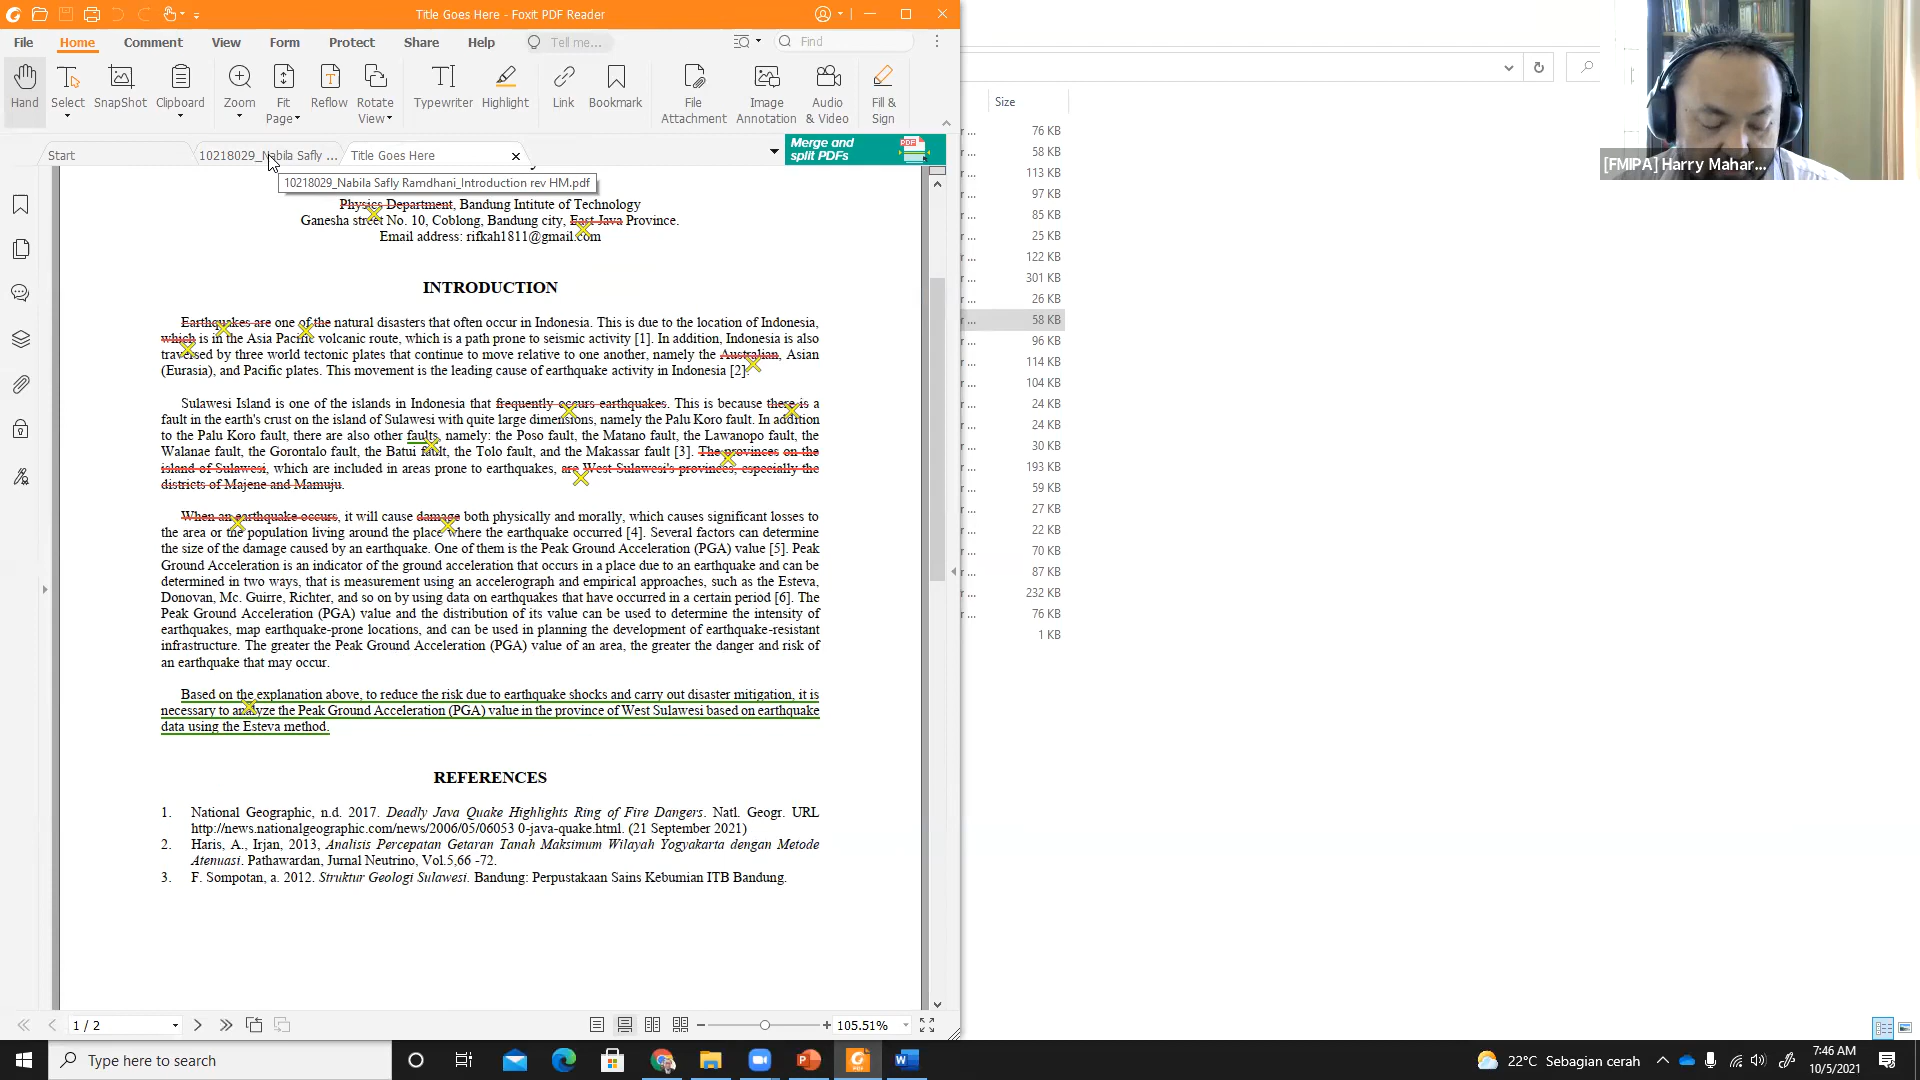 Title Goes Here - Foxit PDF Reader
File Home Comment View Form Protect Share Help Tell me... Find
Hand Select SnapShot Clipboard Zoom Fit Page Reflow Rotate View Typewriter Highlight Link Bookmark File Attachment Image Annotation Audio & Video Fill & Sign
Start 10218029_Nabila Safly ... Title Goes Here Merge and split PDFs
10218029_Nabila Safly Ramdhani_Introduction rev HM.pdf
Physics Department, Bandung Intitute of Technology
Ganesha street No. 10, Coblong, Bandung city, East Java Province.
Email address: rifkah1811@gmail.com
INTRODUCTION
Earthquakes are one of the natural disasters that often occur in Indonesia. This is due to the location of Indonesia,
which is in the Asia Pacific volcanic route, which is a path prone to seismic activity [1]. In addition, Indonesia is also
traversed by three world tectonic plates that continue to move relative to one another, namely the Australian, Asian
(Eurasia), and Pacific plates. This movement is the leading cause of earthquake activity in Indonesia [2].
Sulawesi Island is one of the islands in Indonesia that frequently occurs earthquakes. This is because there is a
fault in the earth's crust on the island of Sulawesi with quite large dimensions, namely the Palu Koro fault. In addition
to the Palu Koro fault, there are also other faults, namely: the Poso fault, the Matano fault, the Lawanopo fault, the
Walanae fault, the Gorontalo fault, the Batui fault, the Tolo fault, and the Makassar fault [3]. The provinces on the
island of Sulawesi, which are included in areas prone to earthquakes, are West Sulawesi's provinces, especially the
districts of Majene and Mamuju.
When an earthquake occurs, it will cause damage both physically and morally, which causes significant losses to
the area or the population living around the place where the earthquake occurred [4]. Several factors can determine
the size of the damage caused by an earthquake. One of them is the Peak Ground Acceleration (PGA) value [5]. Peak
Ground Acceleration is an indicator of the ground acceleration that occurs in a place due to an earthquake and can be
determined in two ways, that is measurement using an accelerograph and empirical approaches, such as the Esteva,
Donovan, Mc. Guirre, Richter, and so on by using data on earthquakes that have occurred in a certain period [6]. The
Peak Ground Acceleration (PGA) value and the distribution of its value can be used to determine the intensity of
earthquakes, map earthquake-prone locations, and can be used in planning the development of earthquake-resistant
infrastructure. The greater the Peak Ground Acceleration (PGA) value of an area, the greater the danger and risk of
an earthquake that may occur.
Based on the explanation above, to reduce the risk due to earthquake shocks and carry out disaster mitigation, it is
necessary to analyze the Peak Ground Acceleration (PGA) value in the province of West Sulawesi based on earthquake
data using the Esteva method.
REFERENCES
1. National Geographic, n.d. 2017. Deadly Java Quake Highlights Ring of Fire Dangers. Natl. Geogr. URL
http://news.nationalgeographic.com/news/2006/05/06053 0-java-quake.html. (21 September 2021)
2. Haris, A., Irjan, 2013, Analisis Percepatan Getaran Tanah Maksimum Wilayah Yogyakarta dengan Metode
Atenuasi. Pathawardan, Jurnal Neutrino, Vol.5,66 -72.
3. F. Sompotan, a. 2012. Struktur Geologi Sulawesi. Bandung: Perpustakaan Sains Kebumian ITB Bandung.
1 / 2 105.51%
Size
r ... 76 KB
r ... 58 KB
r ... 113 KB
r ... 97 KB
r ... 85 KB
r ... 25 KB
r ... 122 KB
r ... 301 KB
r ... 26 KB
r ... 58 KB
r ... 96 KB
r ... 114 KB
r ... 104 KB
r ... 24 KB
r ... 24 KB
r ... 30 KB
r ... 193 KB
r ... 59 KB
r ... 27 KB
r ... 22 KB
r ... 70 KB
r ... 87 KB
r ... 232 KB
r ... 76 KB
1 KB
[FMIPA] Harry Mahar...
Type here to search
22°C Sebagian cerah
7:46 AM
10/5/2021